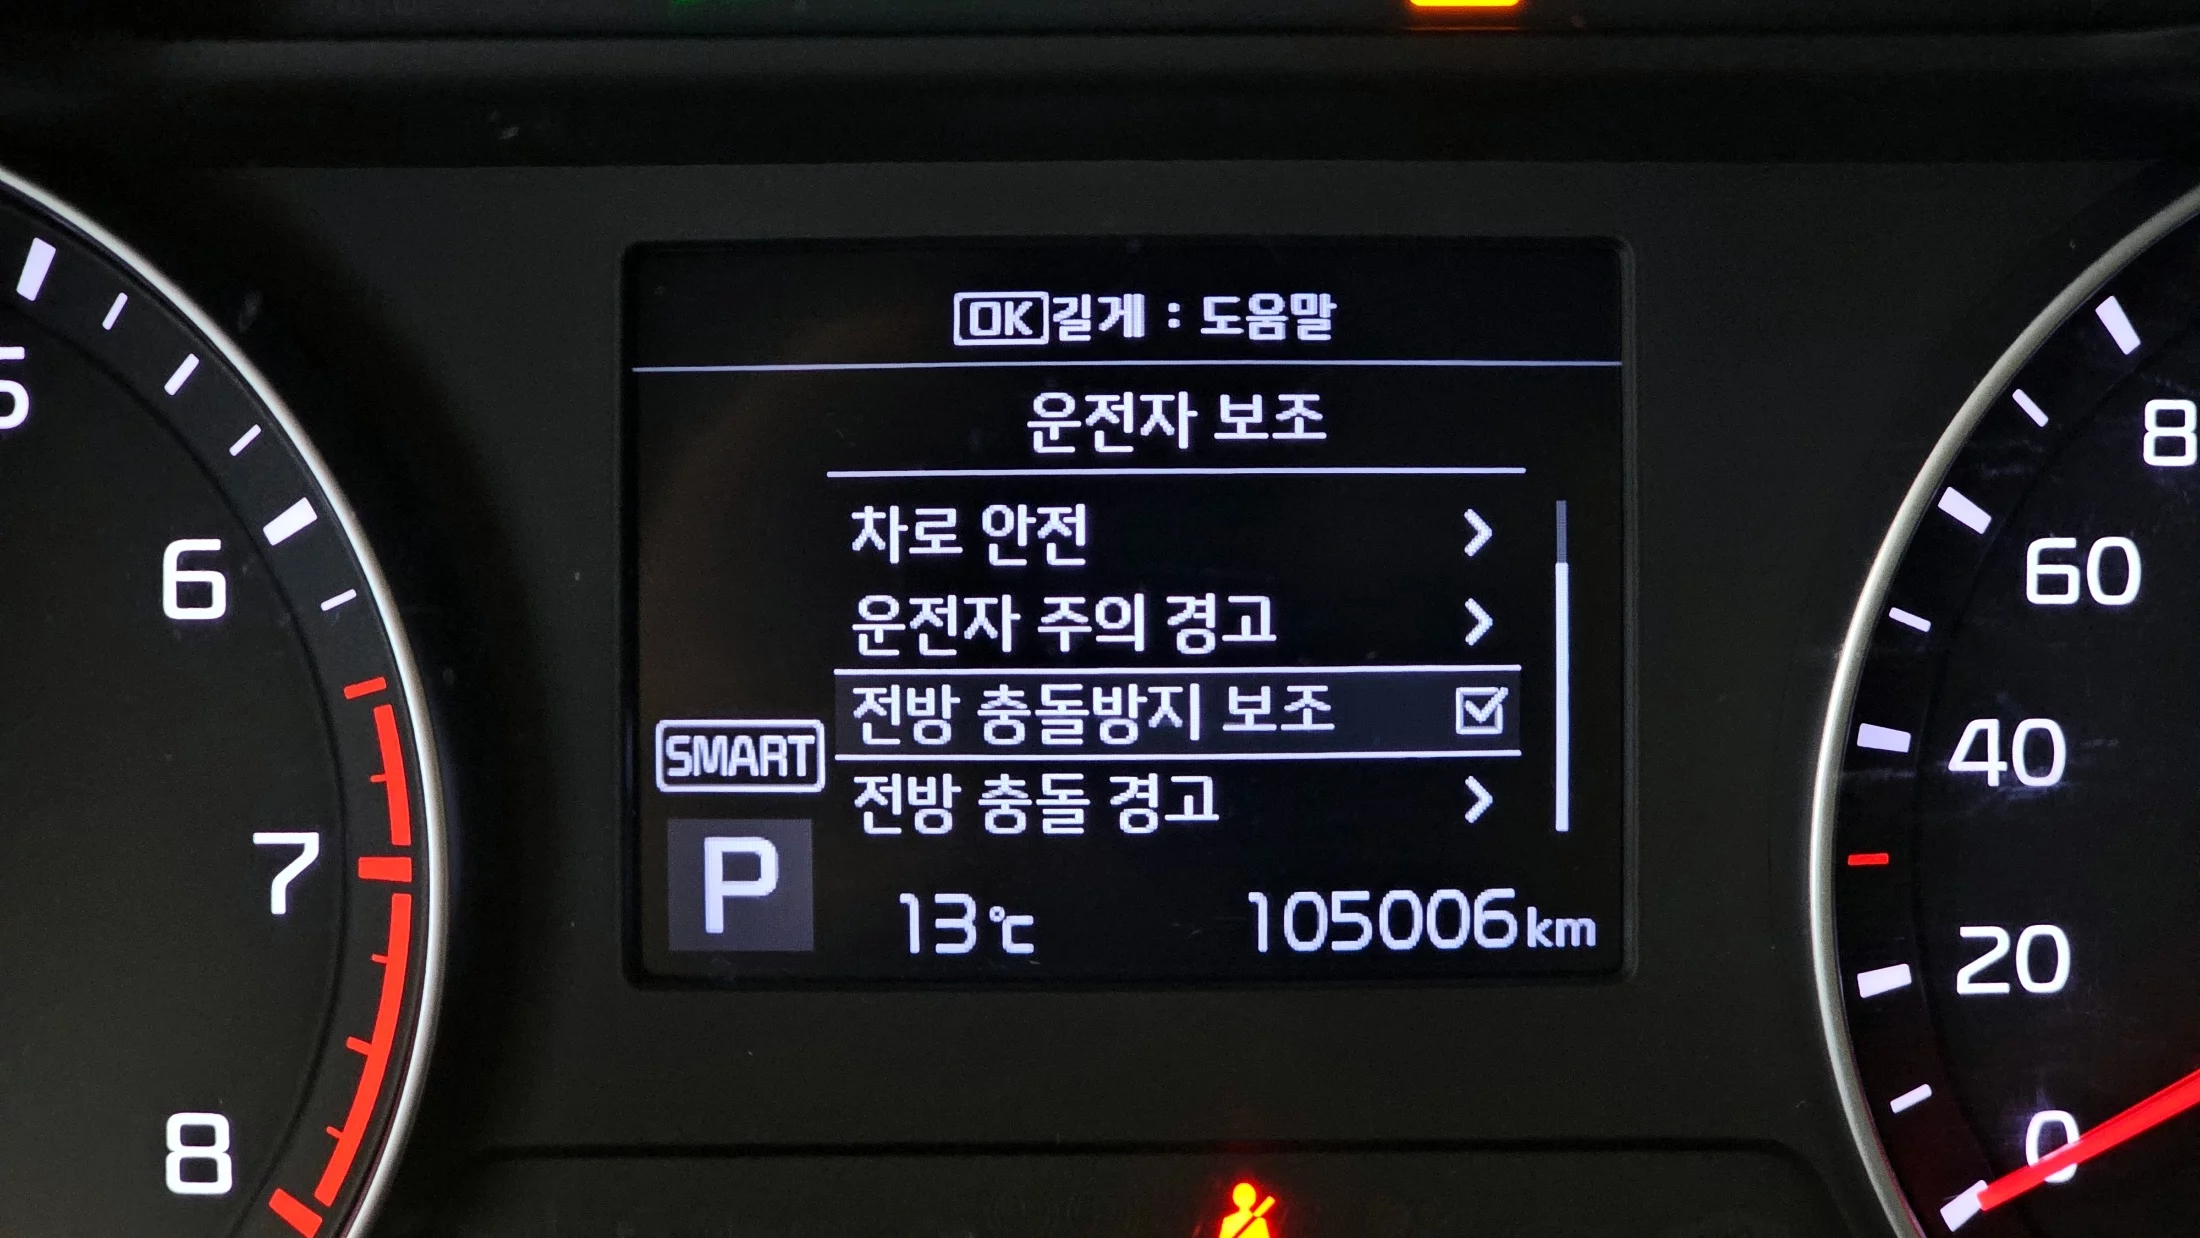 OK길게 : 도움말
운전자 보조
차로 안전
운전자 주의 경고
전방 충돌방지 보조
전방 충돌 경고
SMART
P
13℃
105006km
6
7
8
8
60
40
20
0